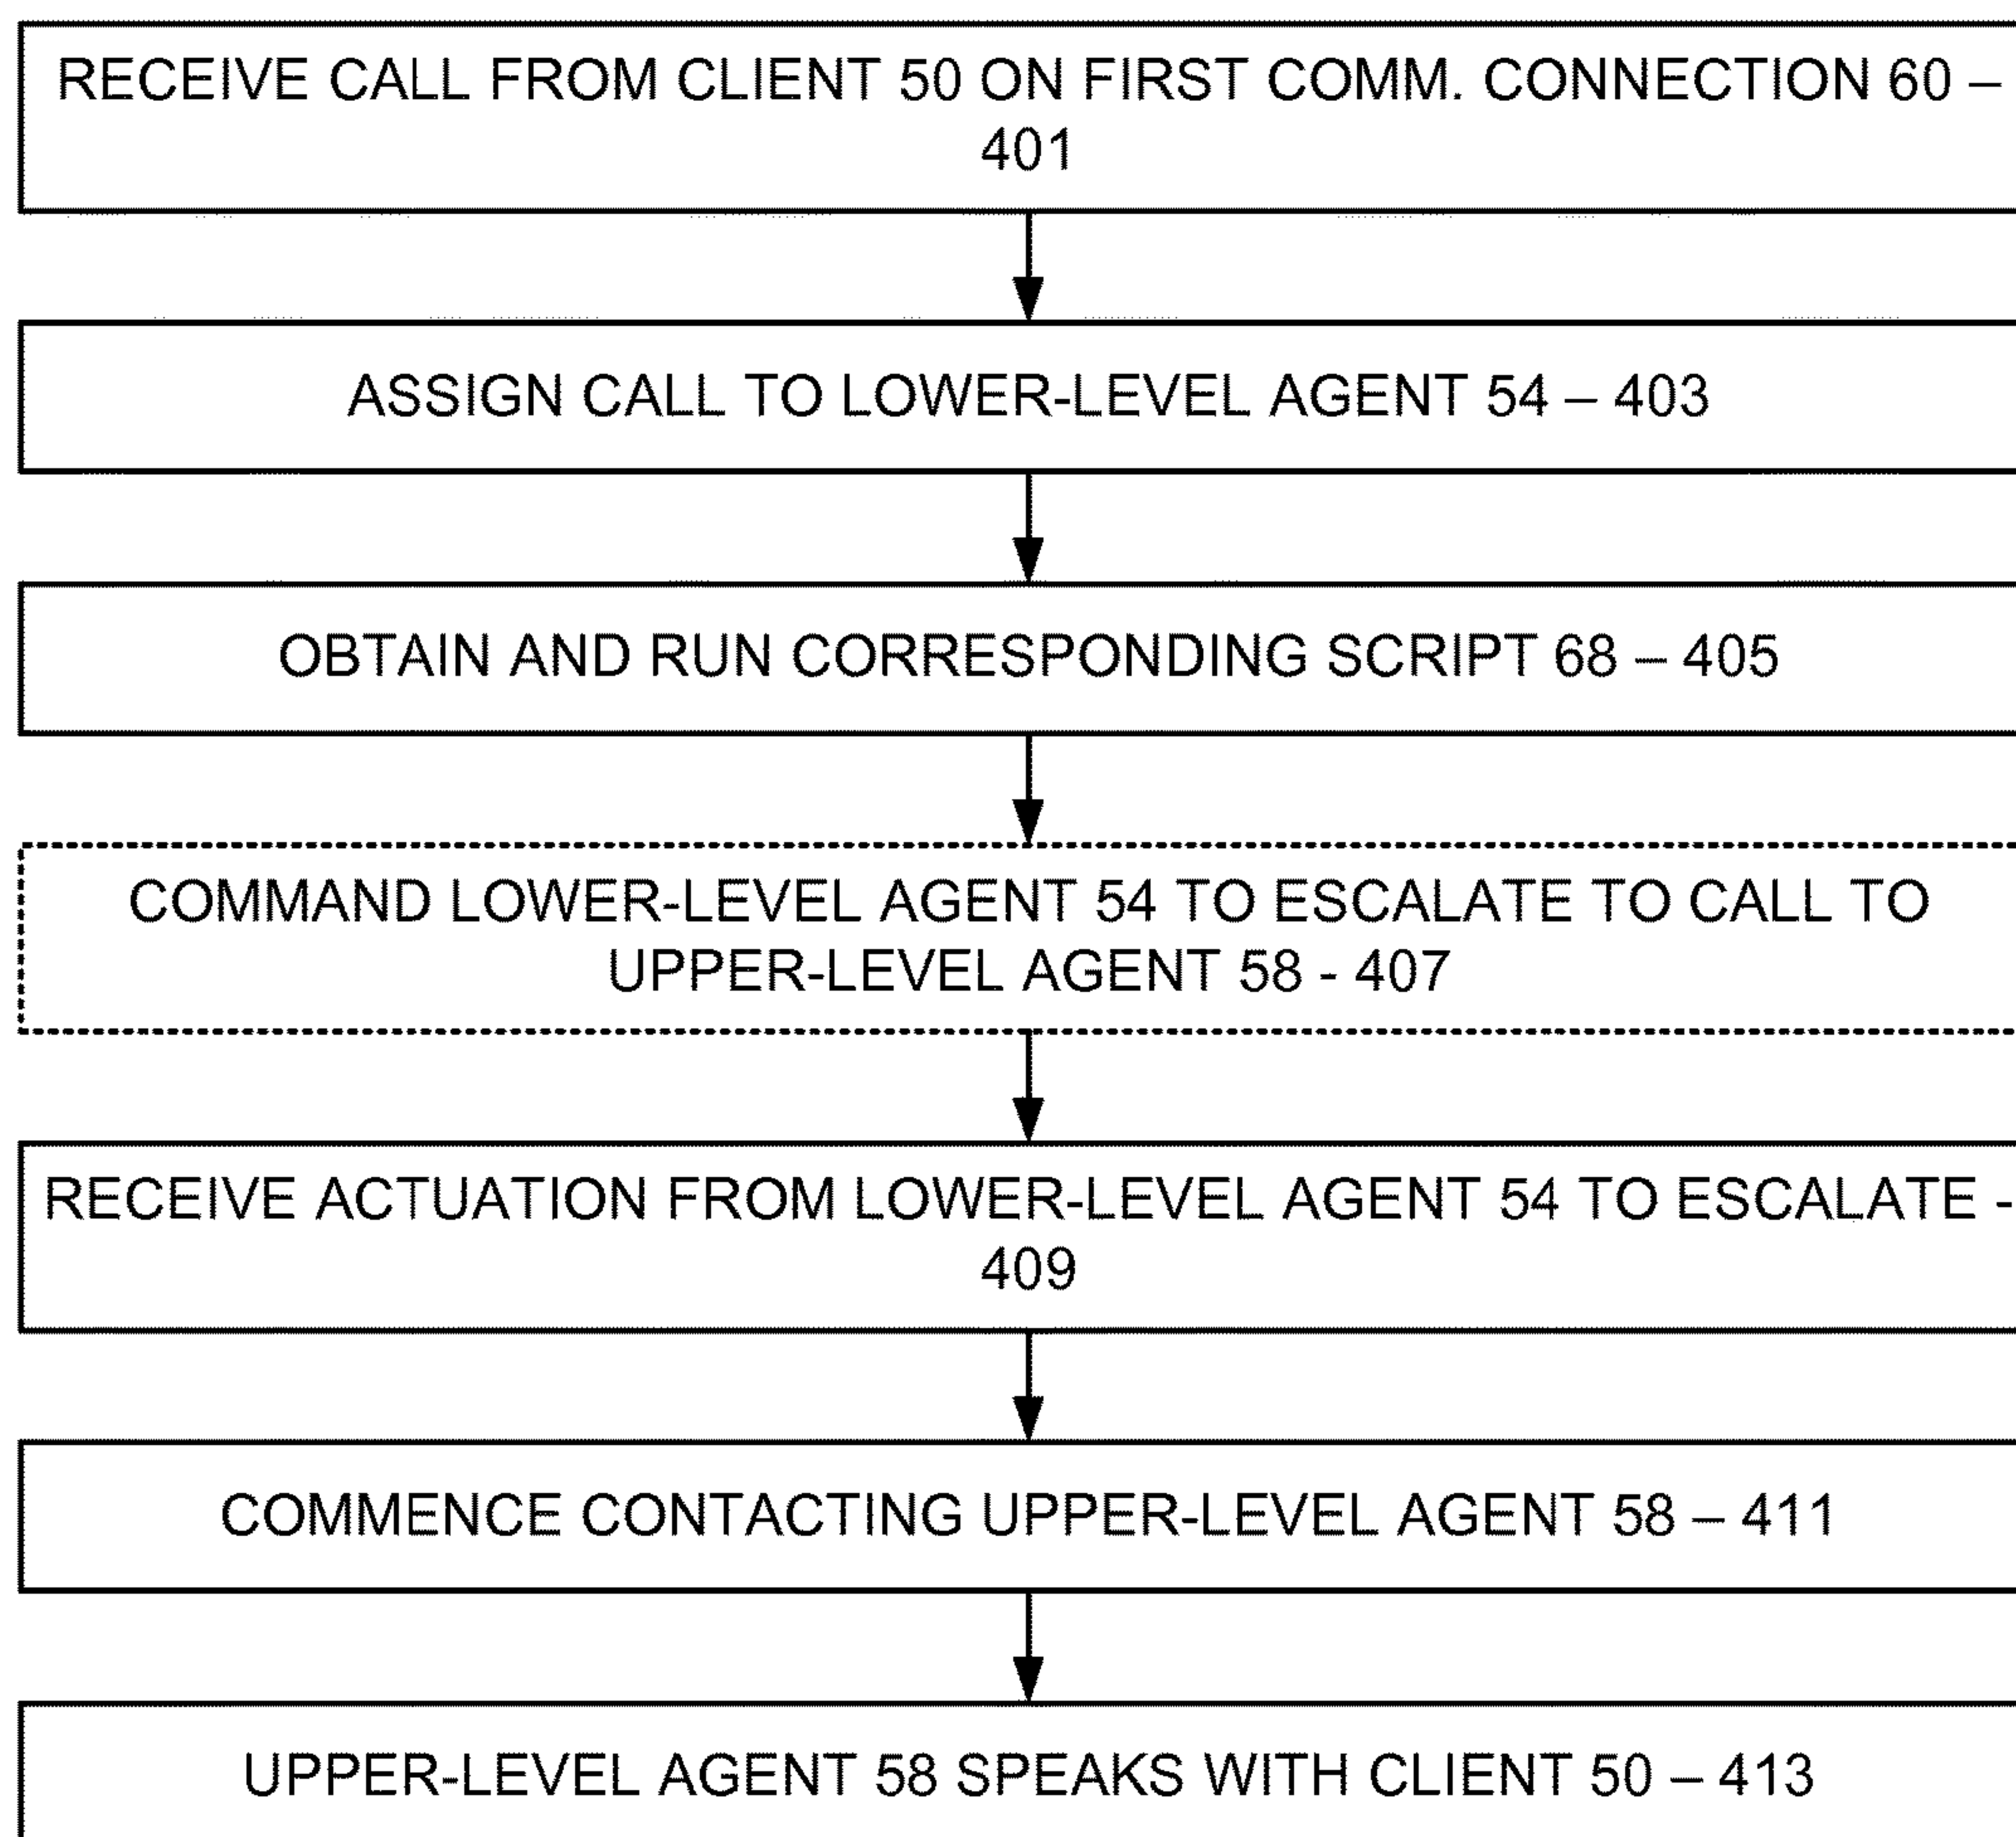 RECEIVE CALL FROM CLIENT 50 ON FIRST COMM. CONNECTION 60 –
401
ASSIGN CALL TO LOWER-LEVEL AGENT 54 – 403
OBTAIN AND RUN CORRESPONDING SCRIPT 68 – 405
COMMAND LOWER-LEVEL AGENT 54 TO ESCALATE TO CALL TO
UPPER-LEVEL AGENT 58 - 407
RECEIVE ACTUATION FROM LOWER-LEVEL AGENT 54 TO ESCALATE -
409
COMMENCE CONTACTING UPPER-LEVEL AGENT 58 – 411
UPPER-LEVEL AGENT 58 SPEAKS WITH CLIENT 50 – 413